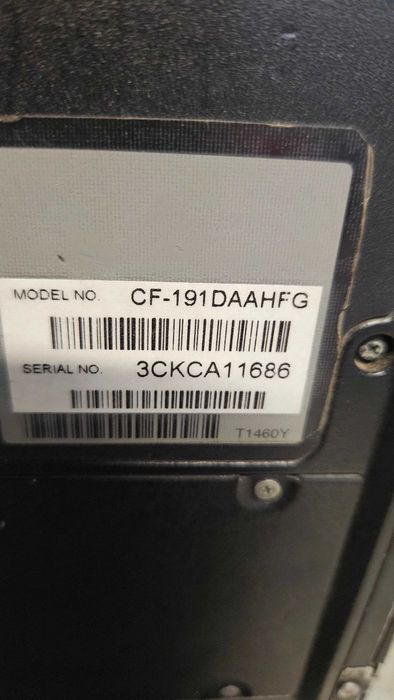 MODEL NO. CF-191DAAHFG
SERIAL NO. 3CKCA11686
T1460Y